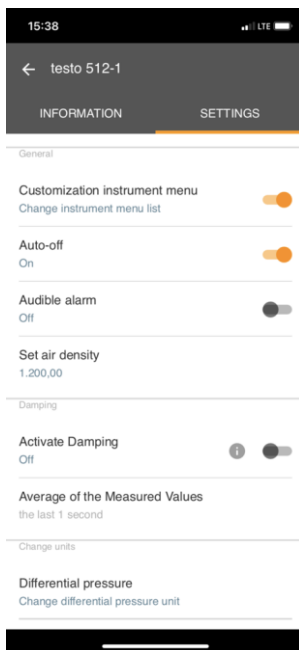 15:38
LTE
testo 512-1
INFORMATION
SETTINGS
General
Customization instrument menu
Change instrument menu list
Auto-off
On
Audible alarm
Off
Set air density
1.200,00
Damping
Activate Damping
Off
Average of the Measured Values
the last 1 second
Change units
Differential pressure
Change differential pressure unit